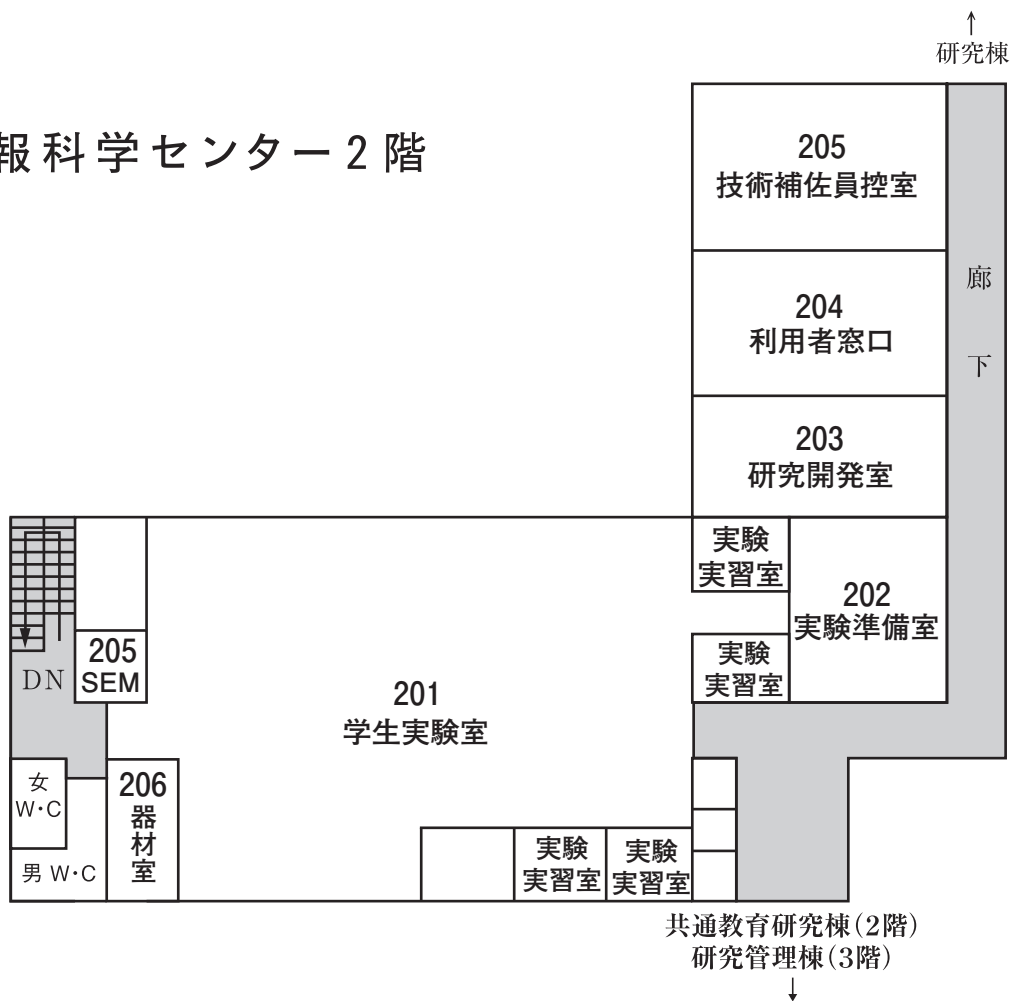 ↑
研究棟
報科学センター2階
205
技術補佐員控室
204
利用者窓口
廊下
203
研究開発室
実験
実習室
202
実験準備室
実験
実習室
205
SEM
DN
201
学生実験室
女
W・C
男 W・C
206
器材室
実験
実習室
実験
実習室
共通教育研究棟(2階)
研究管理棟(3階)
↓